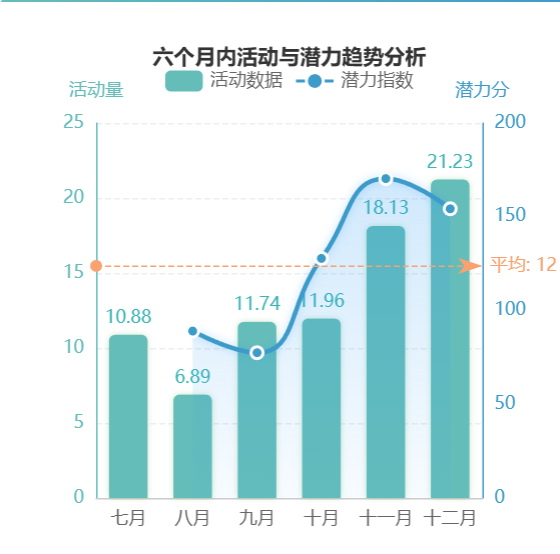 六个月内活动与潜力趋势分析
活动数据 潜力指数
活动量 潜力分
25 200
21.23
20
18.13
150
15
平均: 12
10.88 11.74 11.96
100
10
6.89
50
5
0 0
七月 八月 九月 十月 十一月 十二月